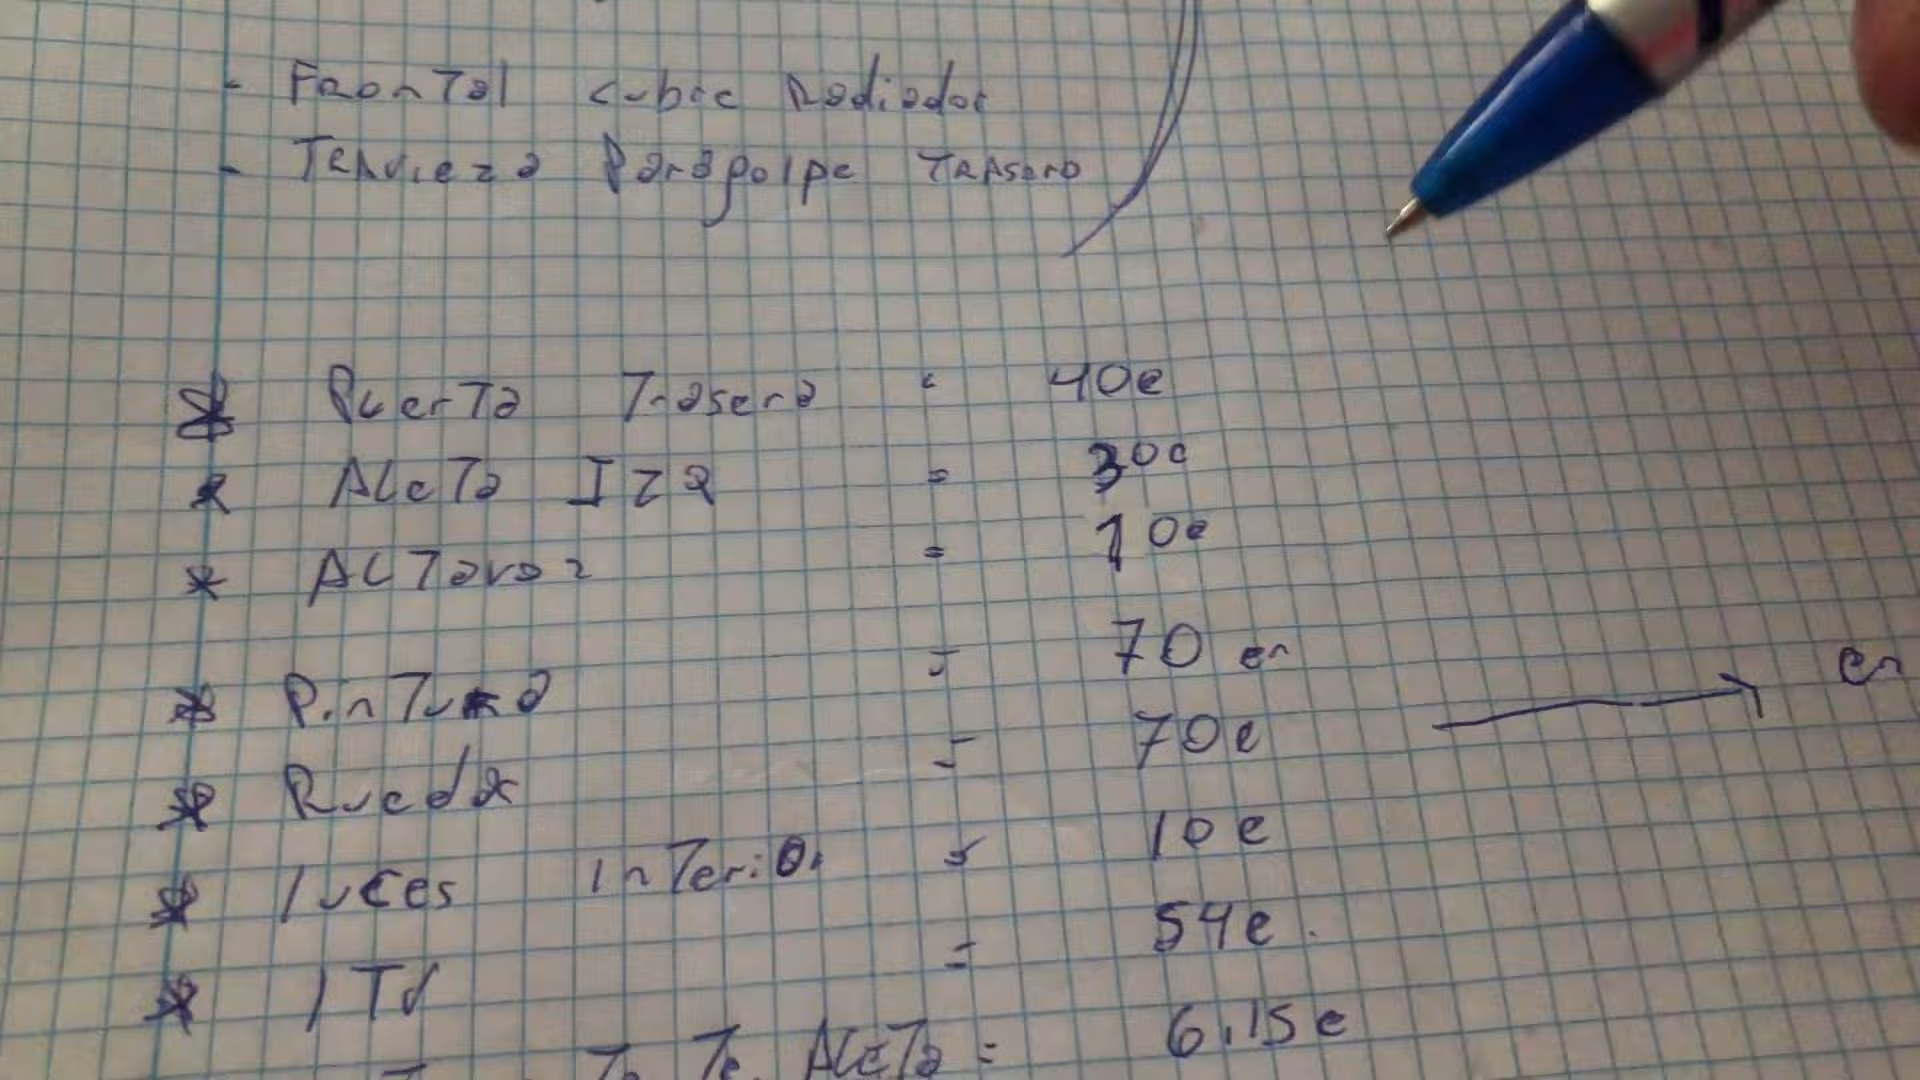 - Frontal cubre Radiador
- Travieza Paragolpe Trasero
* Puerta Trasera = 40e
* Aleta Izq = 30e
* Altavoz = 10e
* Pintura = 70 en
* Rueda = 70e → en
* luces interior = 10e
* ITV = 54e.
Aleta = 6,15e